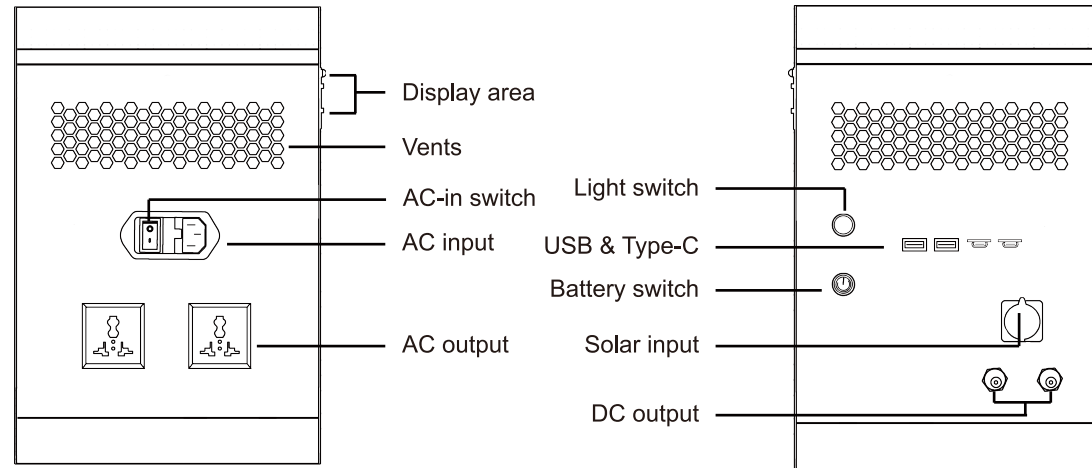 Display area
Vents
AC-in switch
AC input
AC output
Light switch
USB & Type-C
Battery switch
Solar input
DC output